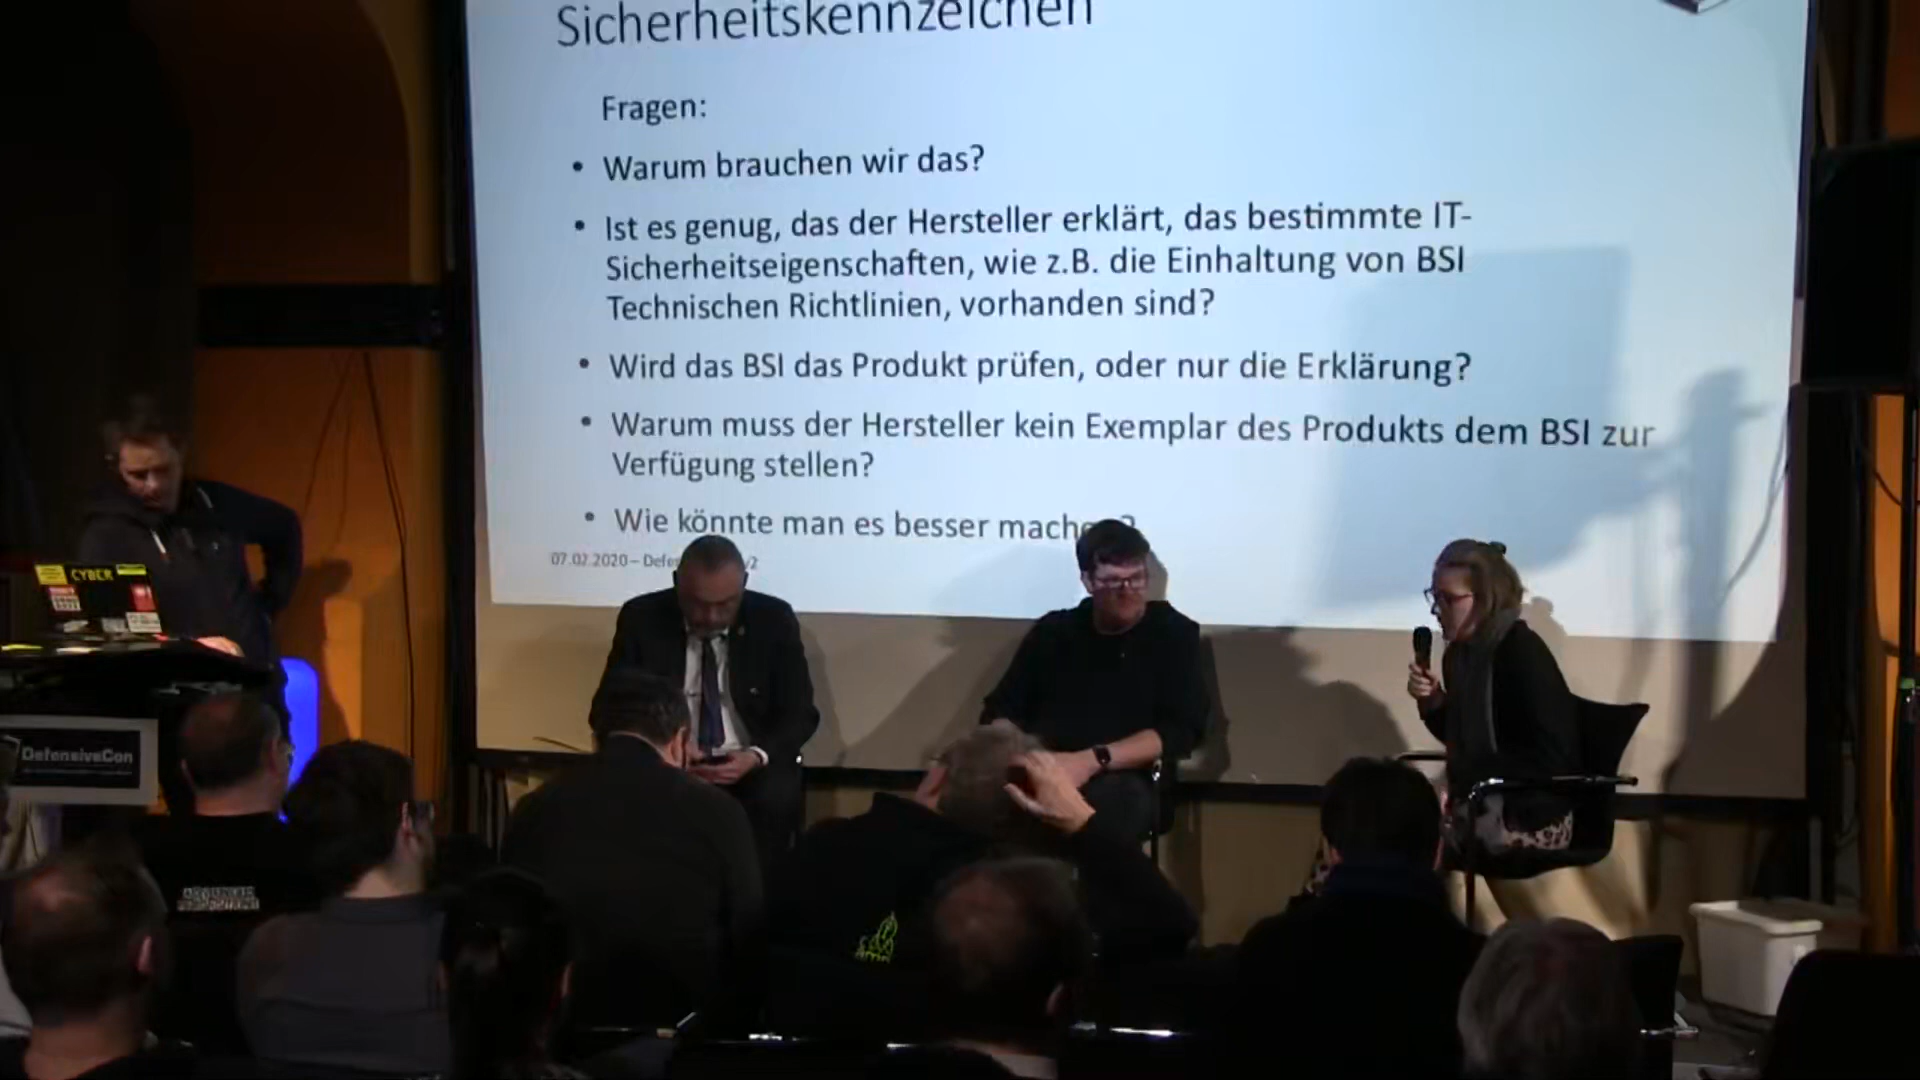 Sicherheitskennzeichen
Fragen:
• Warum brauchen wir das?
• Ist es genug, das der Hersteller erklärt, das bestimmte IT-
Sicherheitseigenschaften, wie z.B. die Einhaltung von BSI
Technischen Richtlinien, vorhanden sind?
• Wird das BSI das Produkt prüfen, oder nur die Erklärung?
• Warum muss der Hersteller kein Exemplar des Produkts dem BSI zur
Verfügung stellen?
• Wie könnte man es besser mache ?
07.02.2020 – Defe /2
CYBER
DefensiveCon